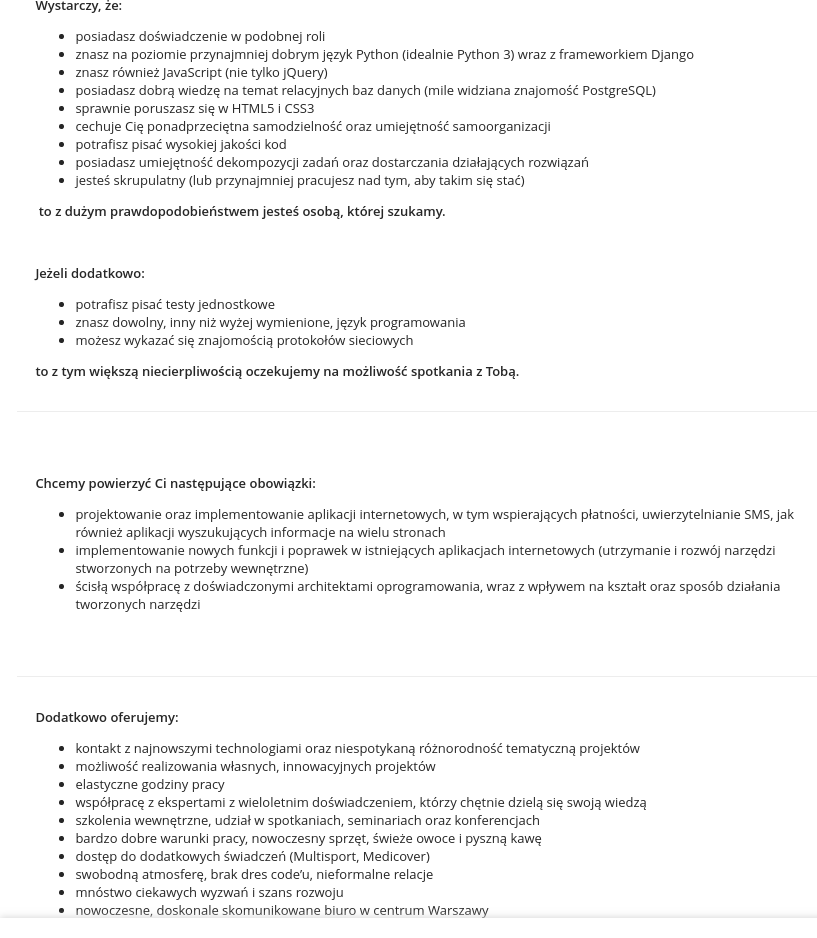 Wystarczy, że:
posiadasz doświadczenie w podobnej roli
znasz na poziomie przynajmniej dobrym język Python (idealnie Python 3) wraz z frameworkiem Django
znasz również JavaScript (nie tylko jQuery)
posiadasz dobrą wiedzę na temat relacyjnych baz danych (mile widziana znajomość PostgreSQL)
sprawnie poruszasz się w HTML5 i CSS3
cechuje Cię ponadprzeciętna samodzielność oraz umiejętność samoorganizacji
potrafisz pisać wysokiej jakości kod
posiadasz umiejętność dekompozycji zadań oraz dostarczania działających rozwiązań
jesteś skrupulatny (lub przynajmniej pracujesz nad tym, aby takim się stać)
to z dużym prawdopodobieństwem jesteś osobą, której szukamy.
Jeżeli dodatkowo:
potrafisz pisać testy jednostkowe
znasz dowolny, inny niż wyżej wymienione, język programowania
możesz wykazać się znajomością protokołów sieciowych
to z tym większą niecierpliwością oczekujemy na możliwość spotkania z Tobą.
Chcemy powierzyć Ci następujące obowiązki:
projektowanie oraz implementowanie aplikacji internetowych, w tym wspierających płatności, uwierzytelnianie SMS, jak
również aplikacji wyszukujących informacje na wielu stronach
implementowanie nowych funkcji i poprawek w istniejących aplikacjach internetowych (utrzymanie i rozwój narzędzi
stworzonych na potrzeby wewnętrzne)
ścisłą współpracę z doświadczonymi architektami oprogramowania, wraz z wpływem na kształt oraz sposób działania
tworzonych narzędzi
Dodatkowo oferujemy:
kontakt z najnowszymi technologiami oraz niespotykaną różnorodność tematyczną projektów
możliwość realizowania własnych, innowacyjnych projektów
elastyczne godziny pracy
współpracę z ekspertami z wieloletnim doświadczeniem, którzy chętnie dzielą się swoją wiedzą
szkolenia wewnętrzne, udział w spotkaniach, seminariach oraz konferencjach
bardzo dobre warunki pracy, nowoczesny sprzęt, świeże owoce i pyszną kawę
dostęp do dodatkowych świadczeń (Multisport, Medicover)
swobodną atmosferę, brak dres code'u, nieformalne relacje
mnóstwo ciekawych wyzwań i szans rozwoju
nowoczesne, doskonale skomunikowane biuro w centrum Warszawy